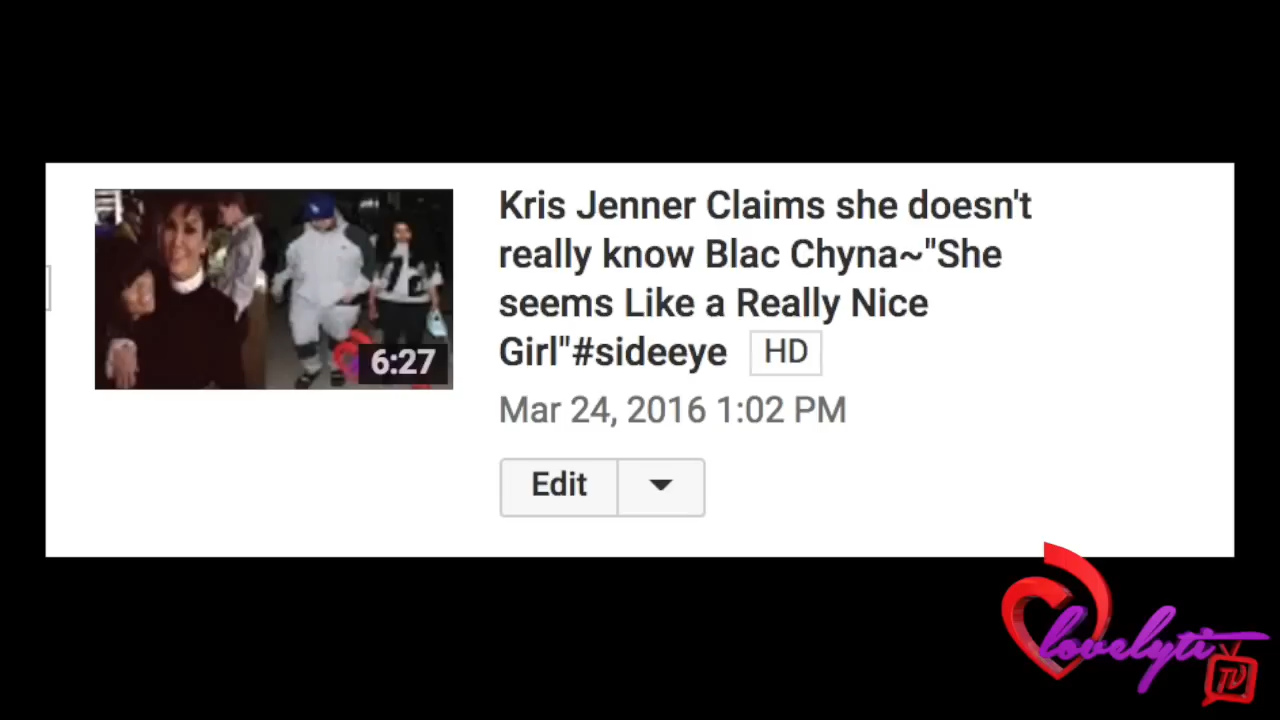 Kris Jenner Claims she doesn't
really know Blac Chyna~"She
seems Like a Really Nice
Girl"#sideeye HD
6:27
Mar 24, 2016 1:02 PM
Edit
lovelyti
TV